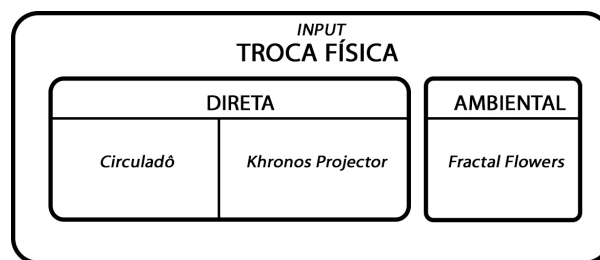 INPUT
TROCA FÍSICA
DIRETA
AMBIENTAL
Circuladô
Khronos Projector
Fractal Flowers